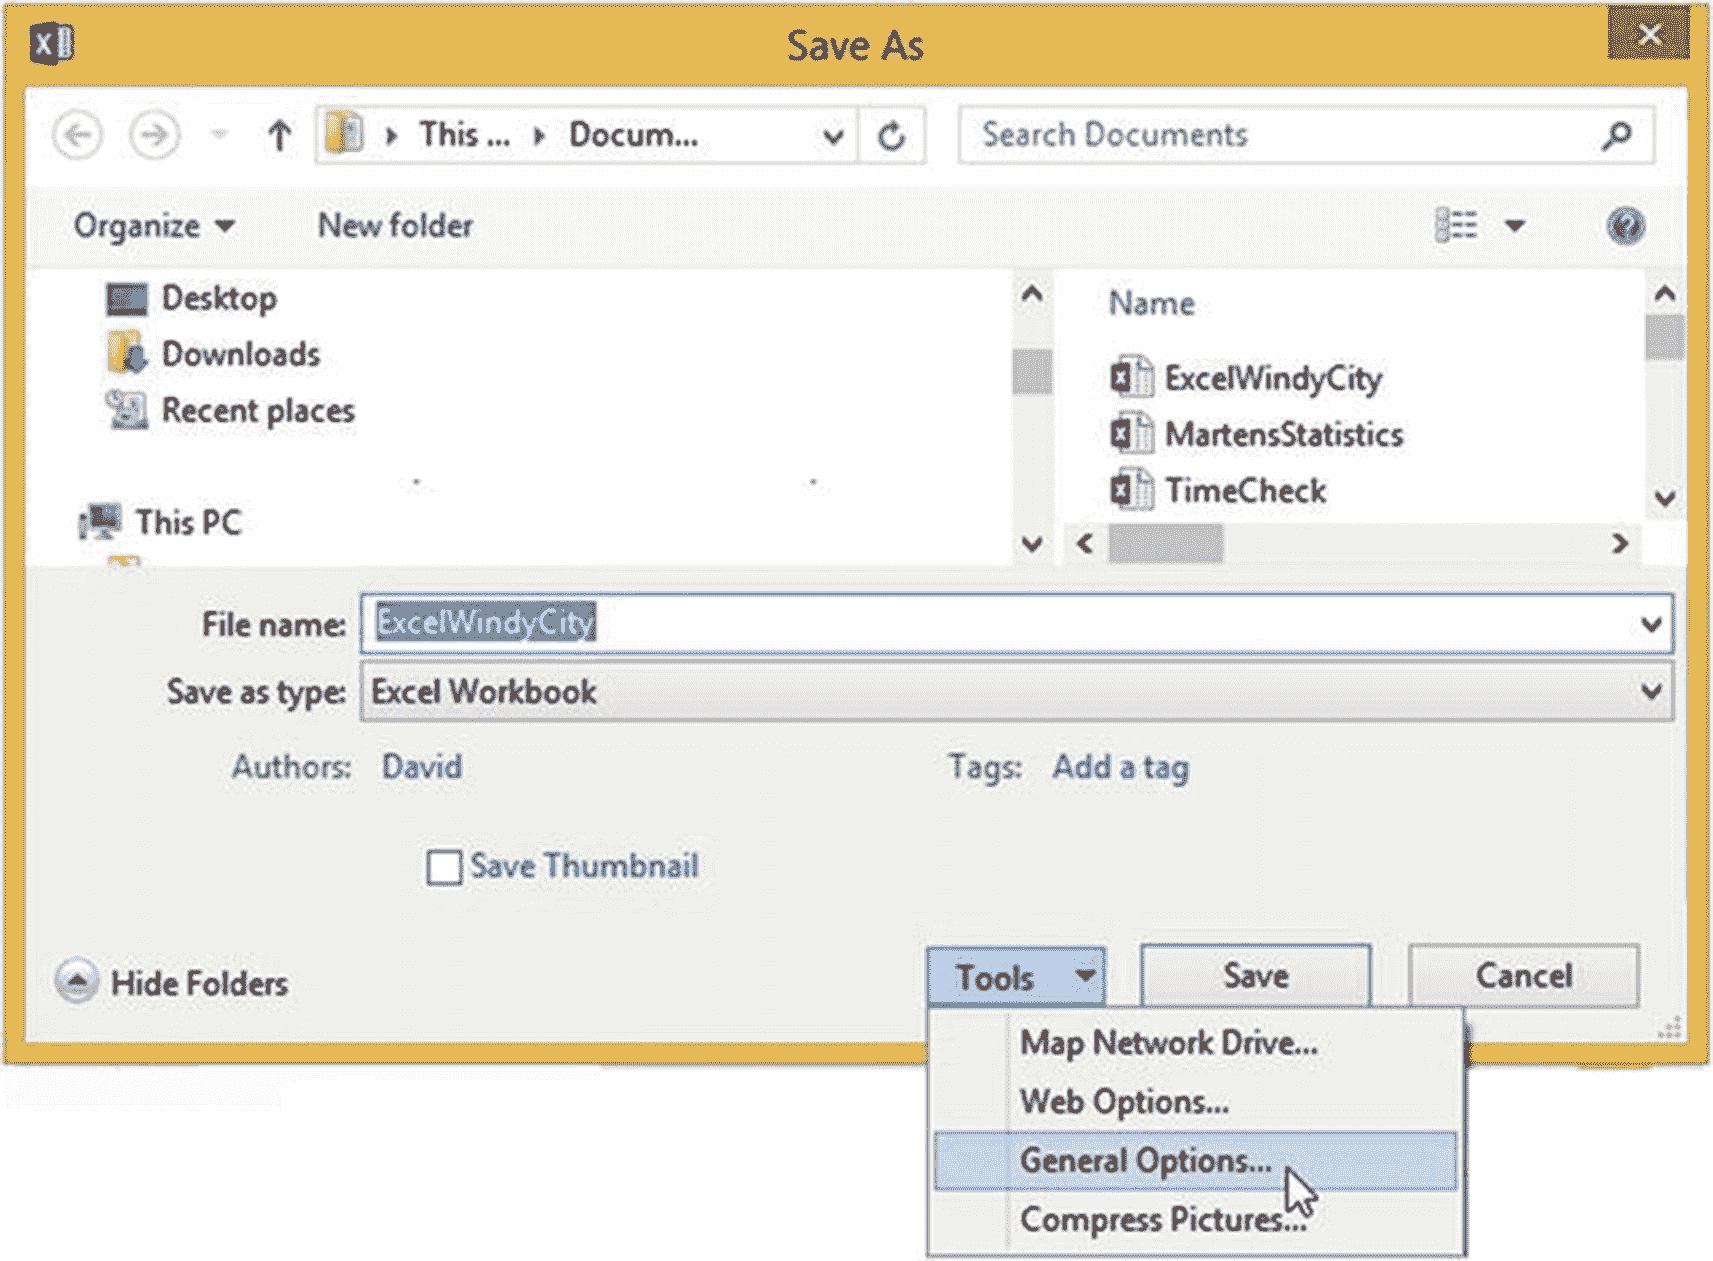 Save As
This ... Docum...
Search Documents
Organize
New folder
Desktop
Downloads
Recent places
This PC
Name
ExcelWindyCity
MartensStatistics
TimeCheck
File name: ExcelWindyCity
Save as type: Excel Workbook
Authors: David
Tags: Add a tag
Save Thumbnail
Hide Folders
Tools
Save
Cancel
Map Network Drive...
Web Options...
General Options...
Compress Pictures...